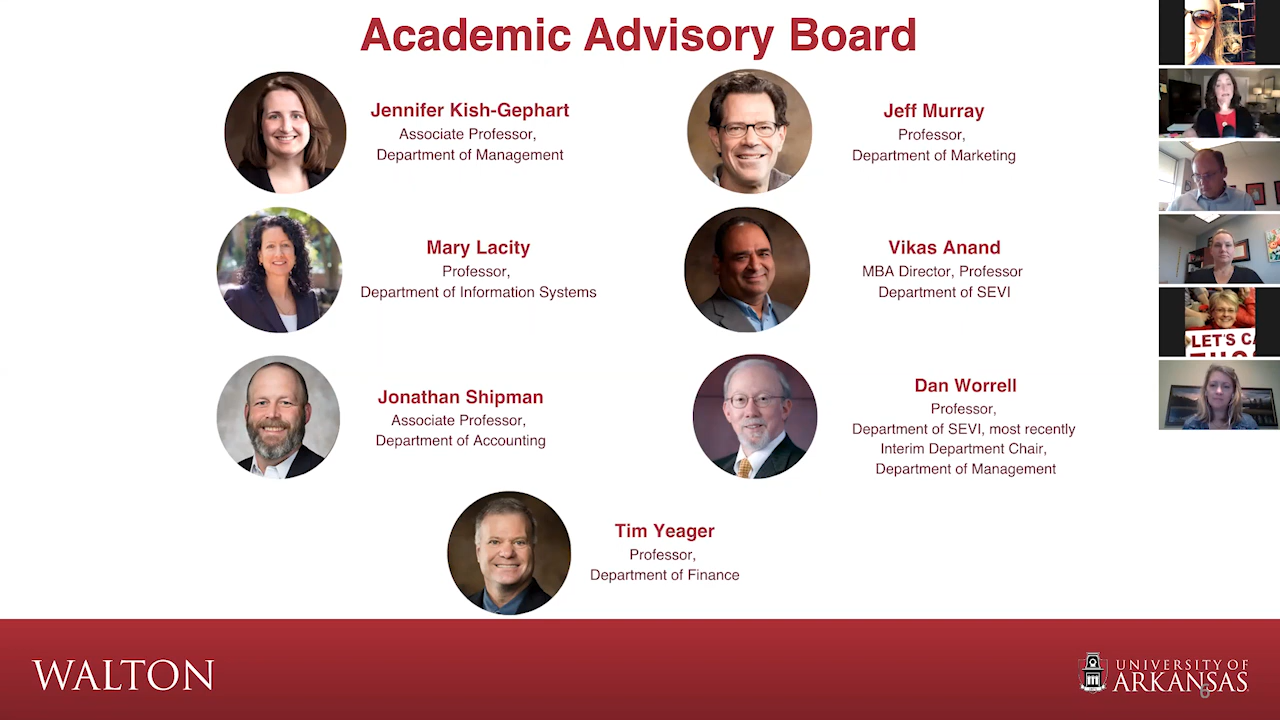 Academic Advisory Board
Jennifer Kish-Gephart
Associate Professor,
Department of Management
Jeff Murray
Professor,
Department of Marketing
Mary Lacity
Professor,
Department of Information Systems
Vikas Anand
MBA Director, Professor
Department of SEVI
Jonathan Shipman
Associate Professor,
Department of Accounting
Dan Worrell
Professor,
Department of SEVI, most recently
Interim Department Chair,
Department of Management
Tim Yeager
Professor,
Department of Finance
LET'S CA
WALTON
UNIVERSITY OF
ARKANSAS
6